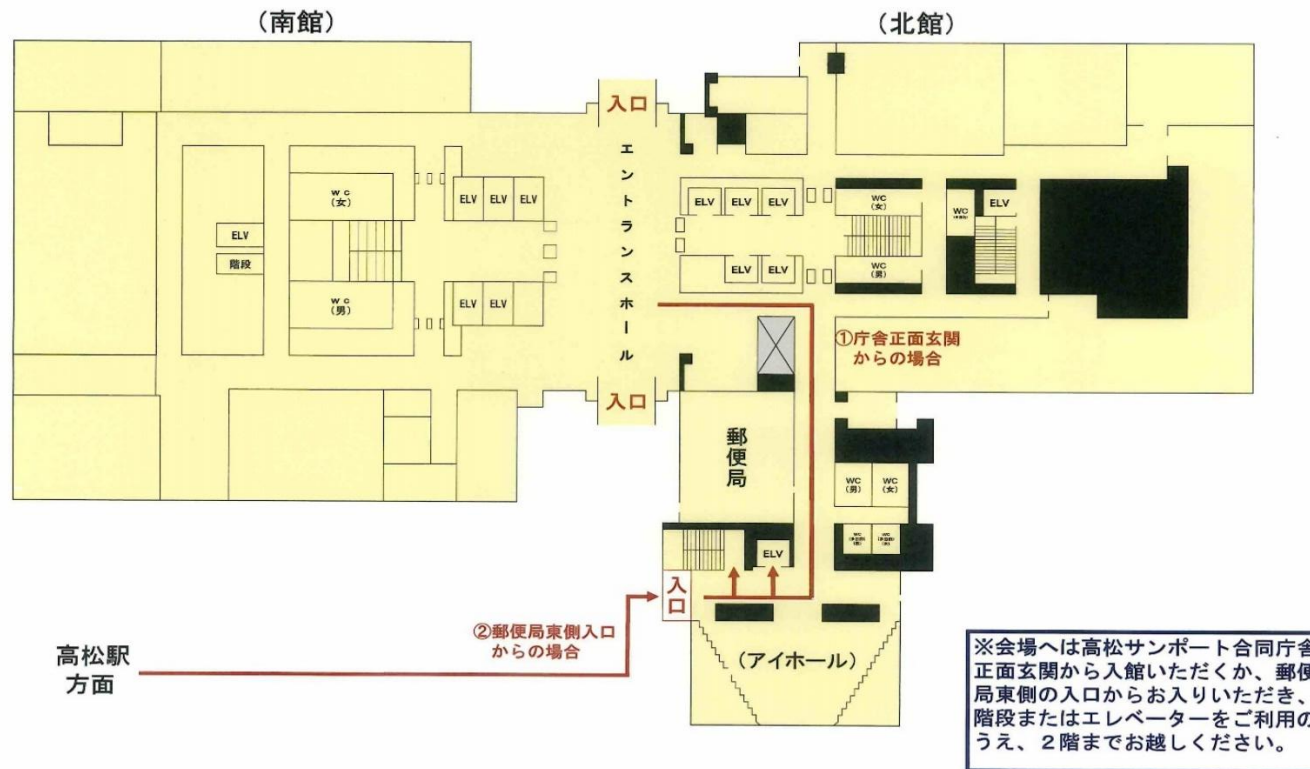 （南館）
（北館）
入口
エントランスホール
WC
（女）
ELV
ELV
ELV
ELV
階段
WC
（男）
ELV
ELV
ELV
ELV
ELV
ELV
ELV
WC
（女）
WC
（男）
WC
ELV
①庁舎正面玄関
からの場合
入口
郵便局
WC
（男）
WC
（女）
WC
WC
ELV
入口
②郵便局東側入口
からの場合
高松駅
方面
（アイホール）
※会場へは高松サンポート合同庁舎
正面玄関から入館いただくか、郵便
局東側の入口からお入りいただき、
階段またはエレベーターをご利用の
うえ、２階までお越しください。